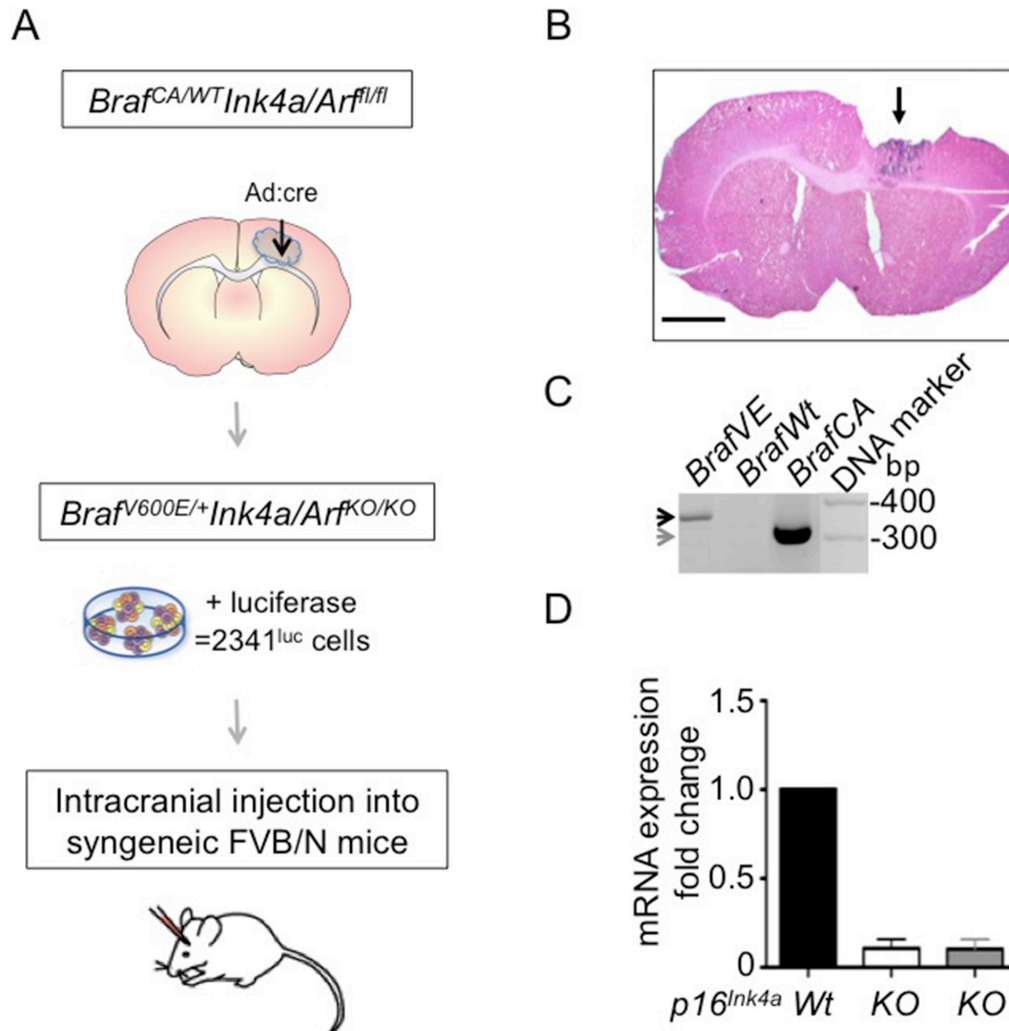 A
Braf^CA/WT Ink4a/Arf^fl/fl
Ad:cre
Braf^V600E/+ Ink4a/Arf^KO/KO
+ luciferase
=2341^luc cells
Intracranial injection into
syngeneic FVB/N mice
B
C
BrafVE
BrafWt
BrafCA
DNA marker
bp
-400
-300
D
mRNA expression
fold change
1.5
1.0
0.5
0
p16^Ink4a Wt KO KO